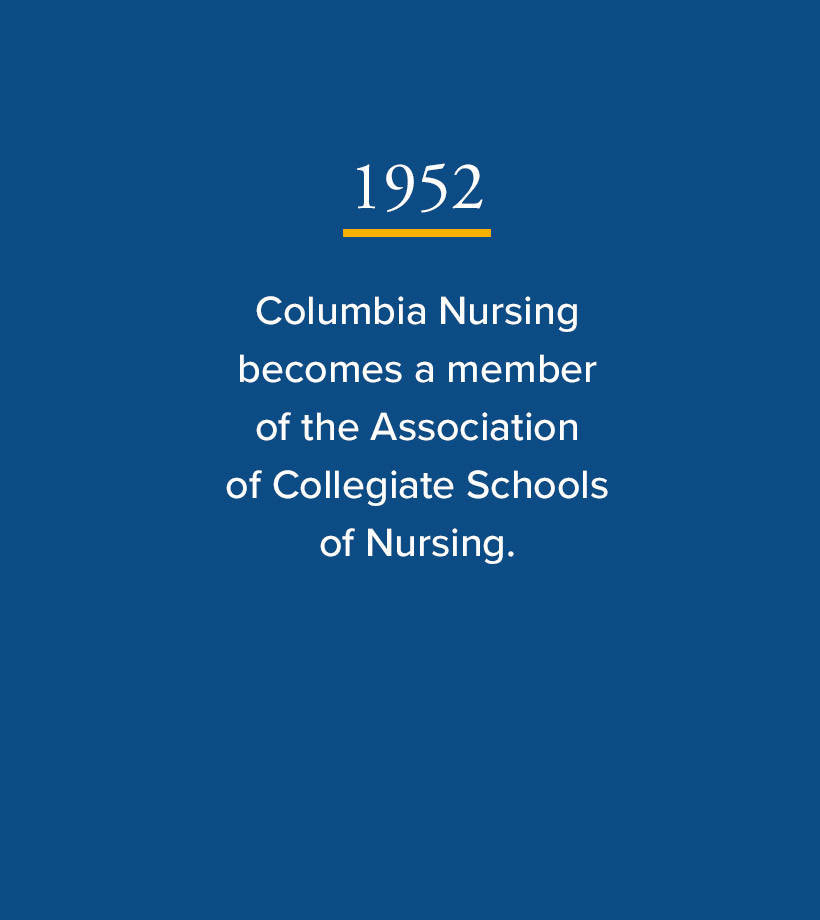 1952
Columbia Nursing
becomes a member
of the Association
of Collegiate Schools
of Nursing.